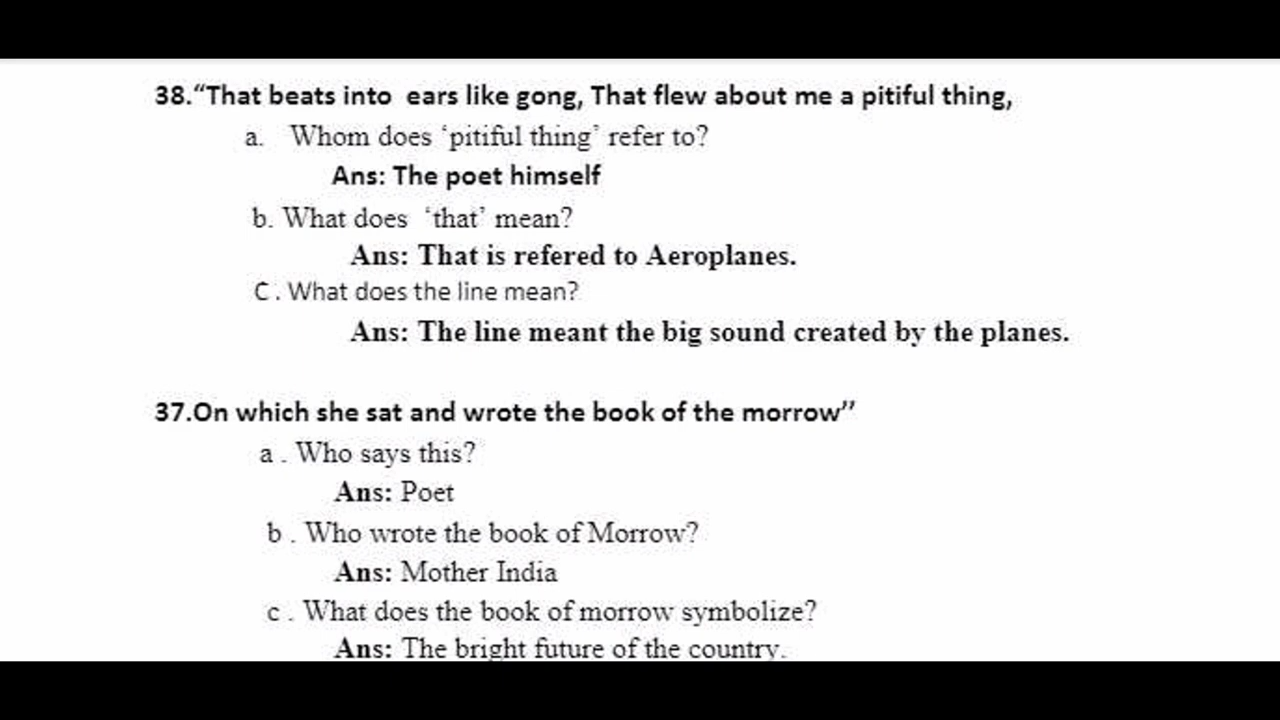 38.“That beats into ears like gong, That flew about me a pitiful thing,
a. Whom does ‘pitiful thing’ refer to?
Ans: The poet himself
b. What does ‘that’ mean?
Ans: That is refered to Aeroplanes.
C. What does the line mean?
Ans: The line meant the big sound created by the planes.
37.On which she sat and wrote the book of the morrow”
a . Who says this?
Ans: Poet
b . Who wrote the book of Morrow?
Ans: Mother India
c . What does the book of morrow symbolize?
Ans: The bright future of the country.